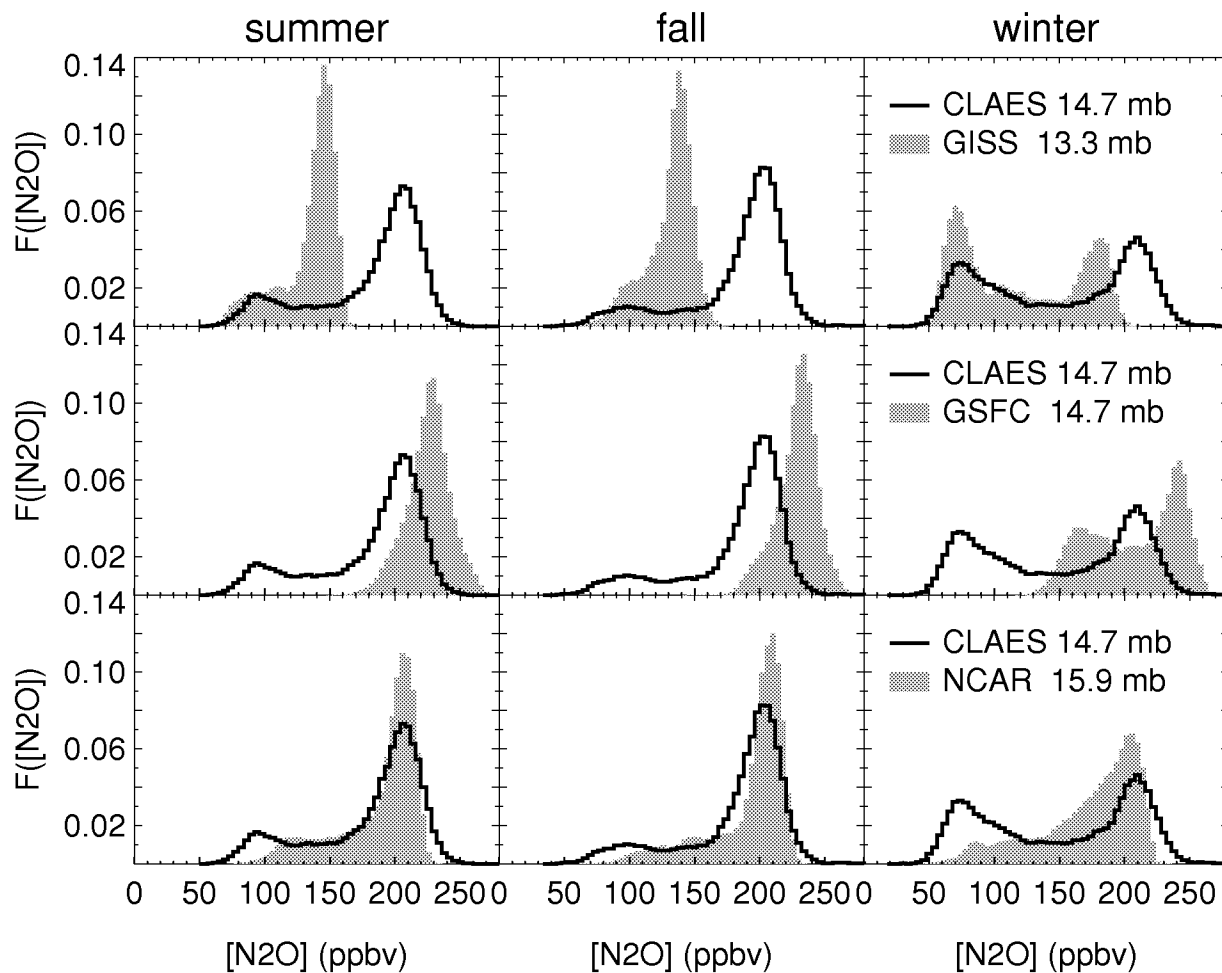 summer fall winter
0.14
0.10
0.06
0.02
F([N2O])
CLAES 14.7 mb
GISS 13.3 mb
0.14
0.10
0.06
0.02
F([N2O])
CLAES 14.7 mb
GSFC 14.7 mb
0.14
0.10
0.06
0.02
F([N2O])
CLAES 14.7 mb
NCAR 15.9 mb
0 50 100 150 200 250 0 50 100 150 200 250 0 50 100 150 200 250
[N2O] (ppbv) [N2O] (ppbv) [N2O] (ppbv)